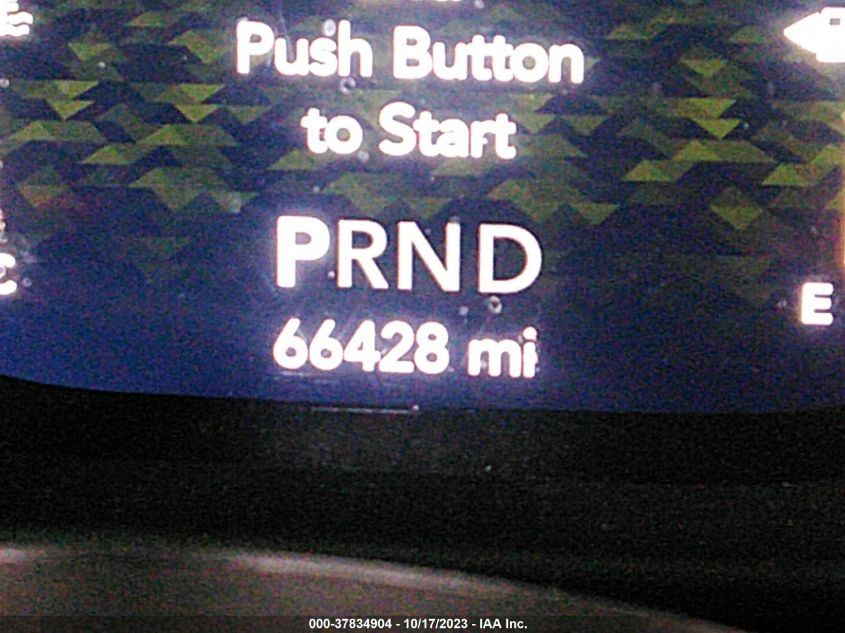 Push Button
to Start
PRND
C
E
66428 mi
000-37834904 - 10/17/2023 - IAA Inc.